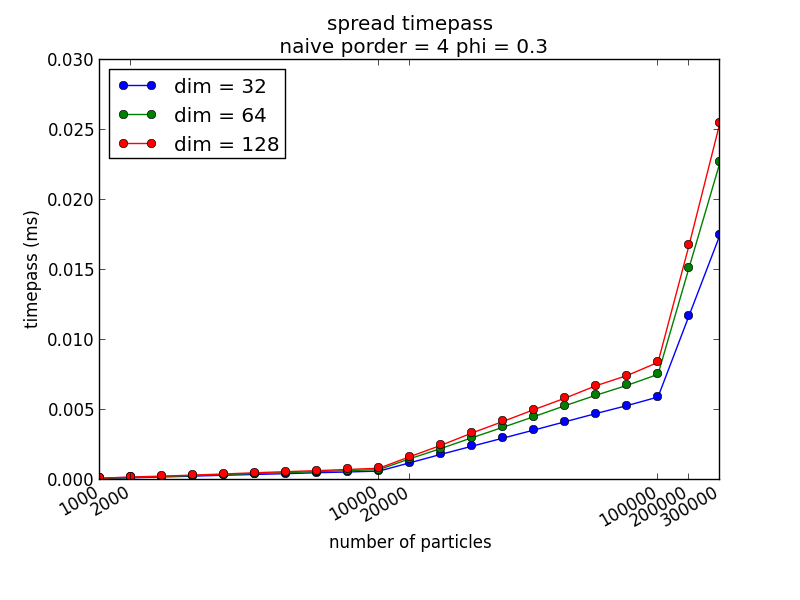 spread timepass
naive porder = 4 phi = 0.3
0.030
0.025
0.020
0.015
0.010
0.005
0.000
timepass (ms)
dim = 32
dim = 64
dim = 128
1000
2000
10000
20000
100000
200000
300000
number of particles